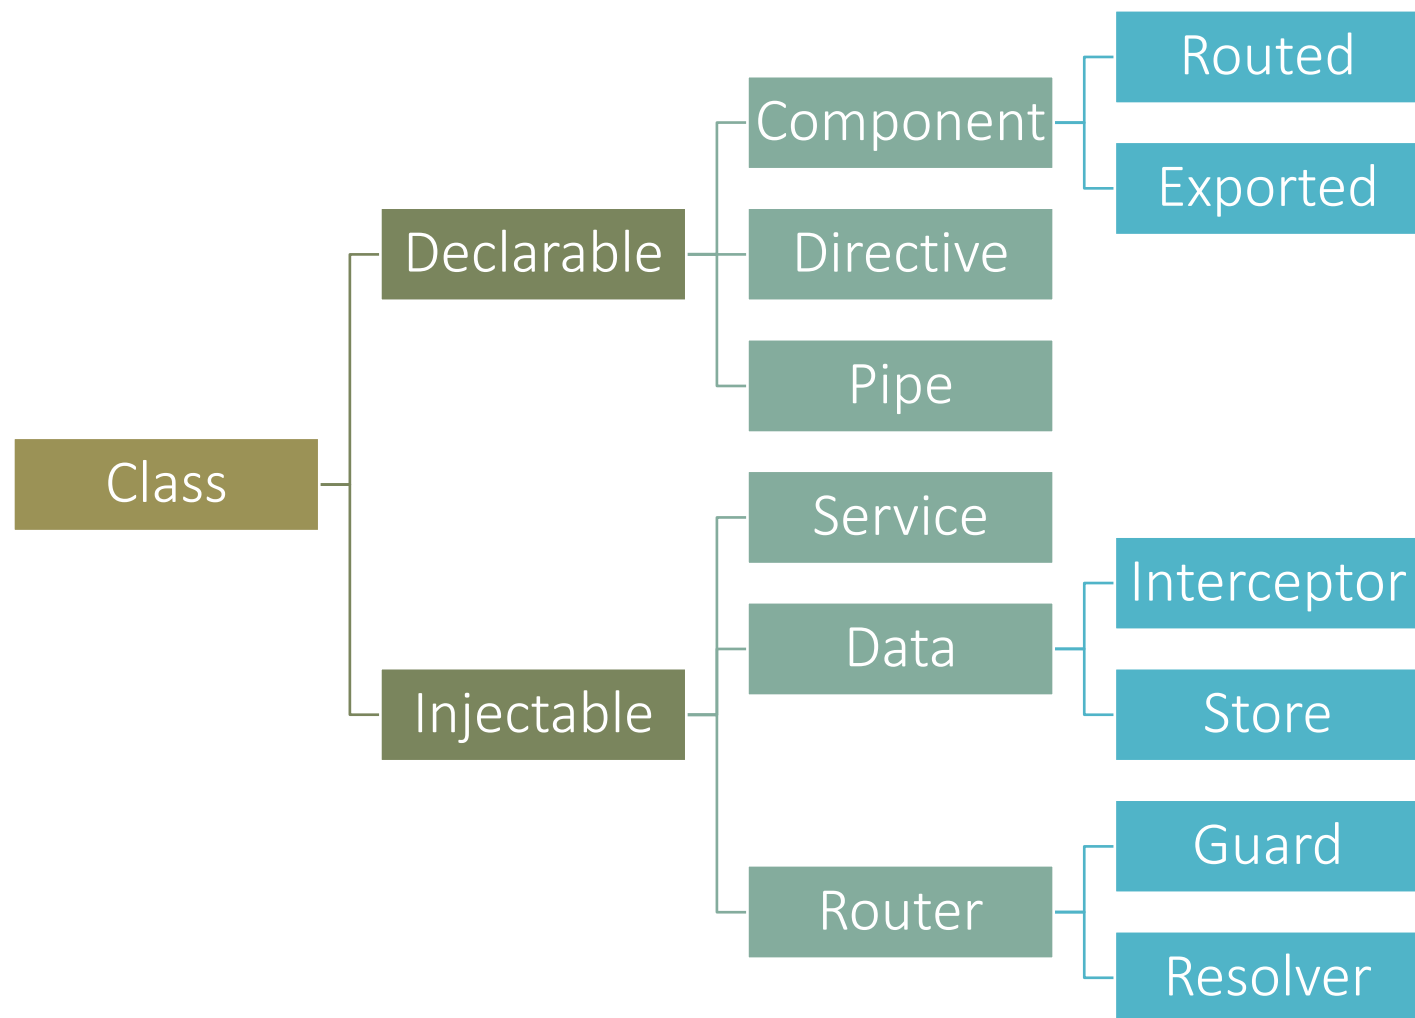 Class
Declarable
Component
Routed
Exported
Directive
Pipe
Injectable
Service
Data
Interceptor
Store
Router
Guard
Resolver